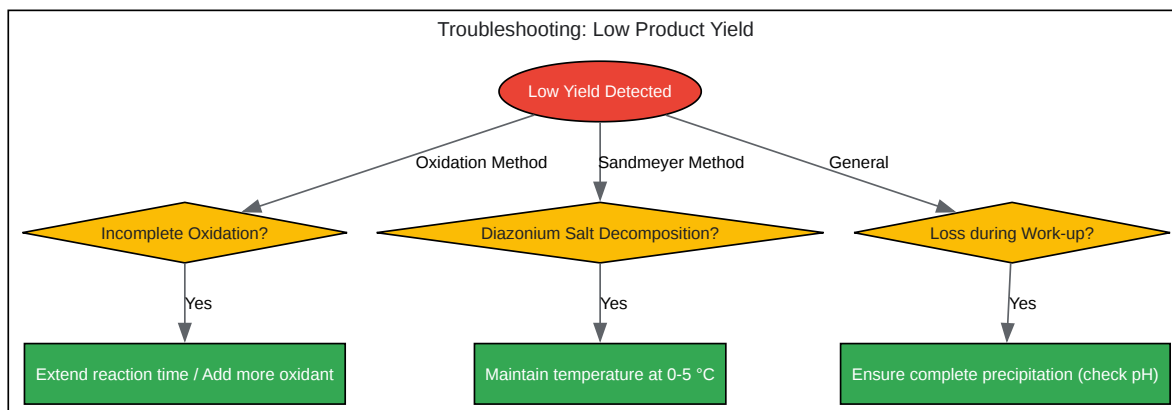 Troubleshooting: Low Product Yield
Low Yield Detected
Oxidation Method
Sandmeyer Method
General
Incomplete Oxidation?
Diazonium Salt Decomposition?
Loss during Work-up?
Yes
Yes
Yes
Extend reaction time / Add more oxidant
Maintain temperature at 0-5 °C
Ensure complete precipitation (check pH)